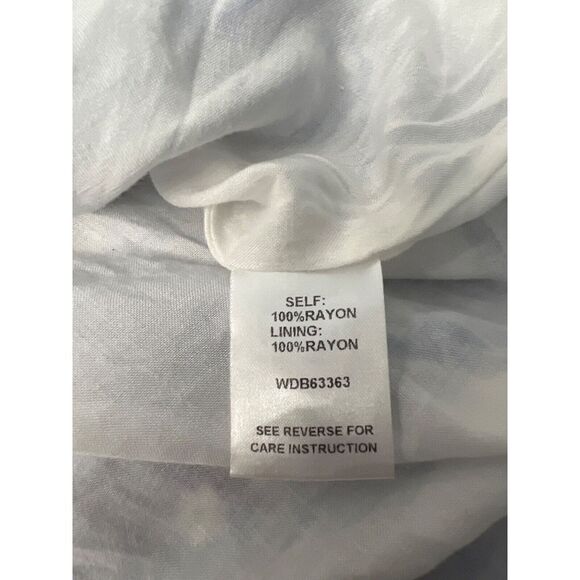 SELF:
100%RAYON
LINING:
100%RAYON
WDB63363
SEE REVERSE FOR
CARE INSTRUCTION